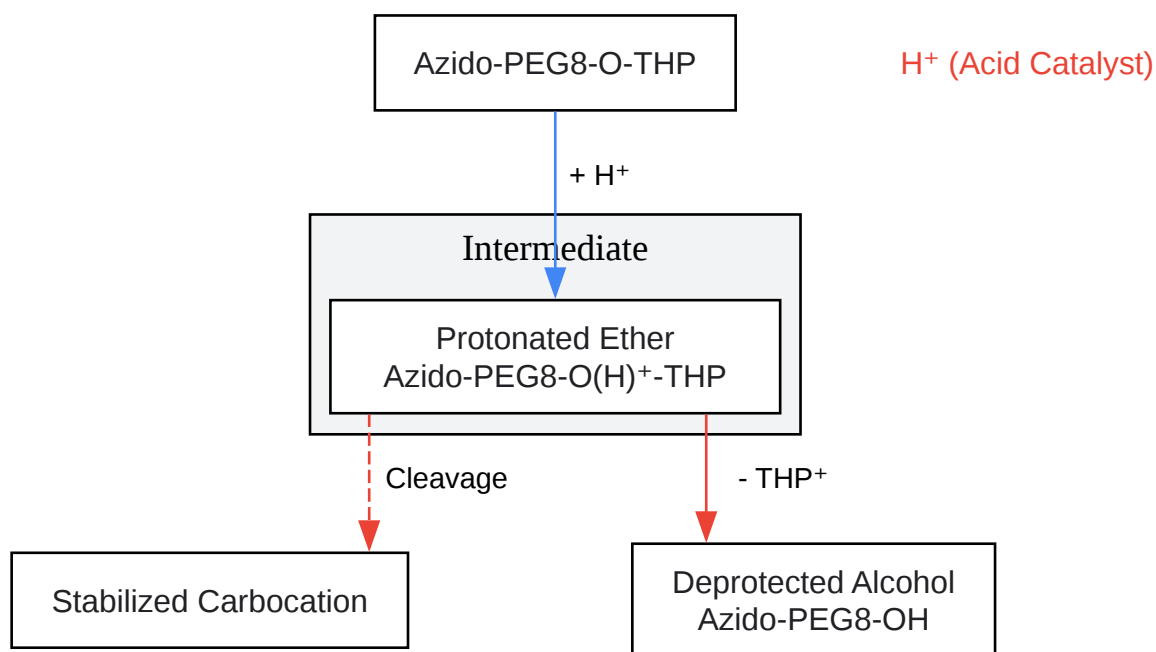 Azido-PEG8-O-THP
H⁺ (Acid Catalyst)
+ H⁺
Intermediate
Protonated Ether
Azido-PEG8-O(H)⁺-THP
Cleavage
- THP⁺
Stabilized Carbocation
Deprotected Alcohol
Azido-PEG8-OH